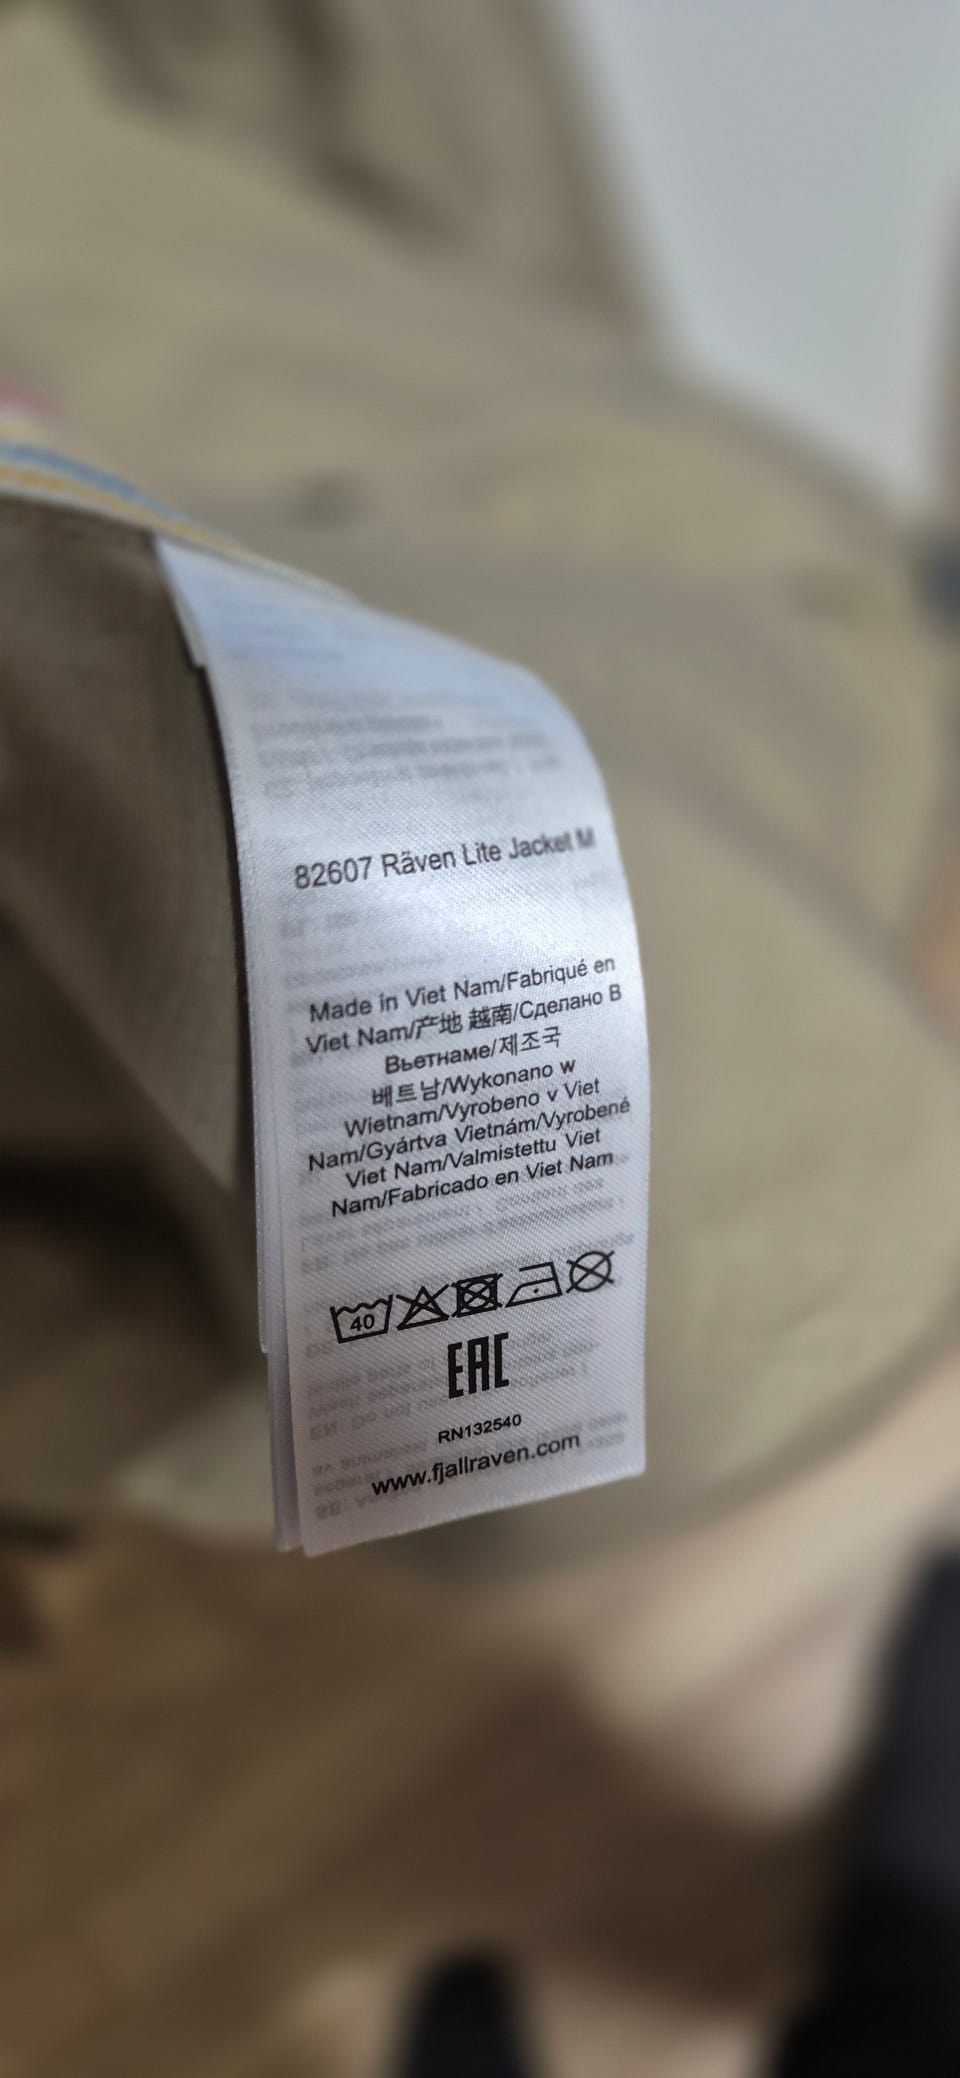 82607 Räven Lite Jacket M
Made in Viet Nam/Fabriqué en
Viet Nam/产地 越南/Сделано В
Вьетнаме/제조국
베트남/Wykonano w
Wietnam/Vyrobeno v Viet
Nam/Gyártva Vietnám/Vyrobené
Viet Nam/Valmistettu Viet
Nam/Fabricado en Viet Nam
40
EAC
RN132540
www.fjallraven.com